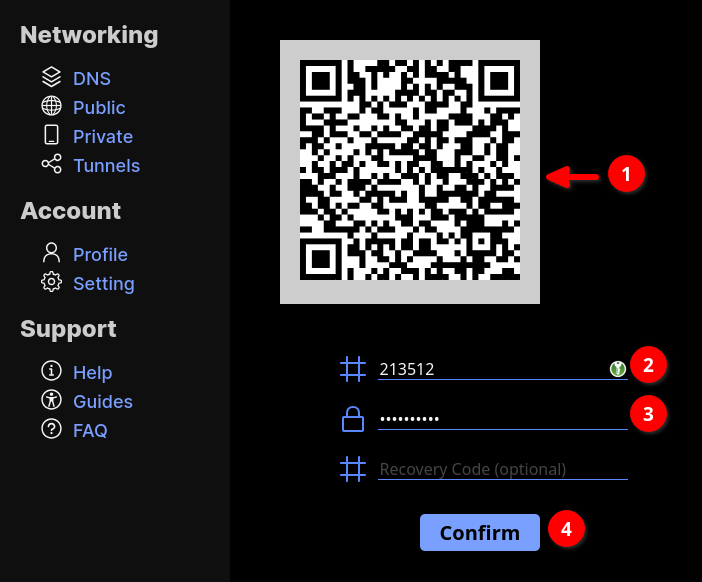 Networking
DNS
Public
Private
Tunnels
Account
Profile
Setting
Support
Help
Guides
FAQ
1
213512
2
••••••••••
3
Recovery Code (optional)
Confirm
4